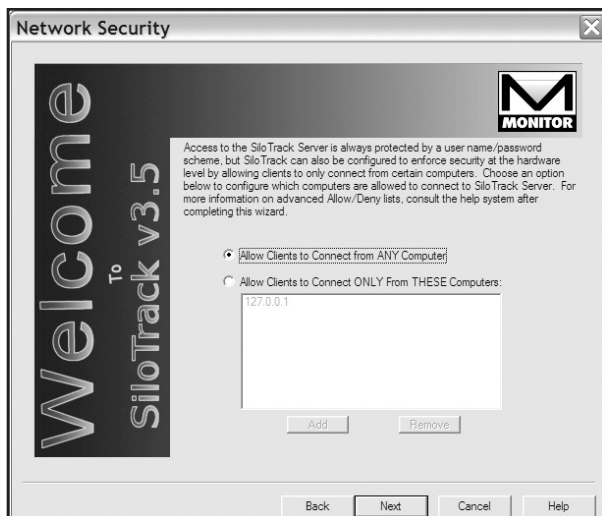 Network Security
Welcome
To
SiloTrack v3.5
MONITOR
Access to the SiloTrack Server is always protected by a user name/password
scheme, but SiloTrack can also be configured to enforce security at the hardware
level by allowing clients to only connect from certain computers. Choose an option
below to configure which computers are allowed to connect to SiloTrack Server. For
more information on advanced Allow/Deny lists, consult the help system after
completing this wizard.
Allow Clients to Connect from ANY Computer
Allow Clients to Connect ONLY From THESE Computers:
127.0.0.1
Add Remove
Back Next Cancel Help